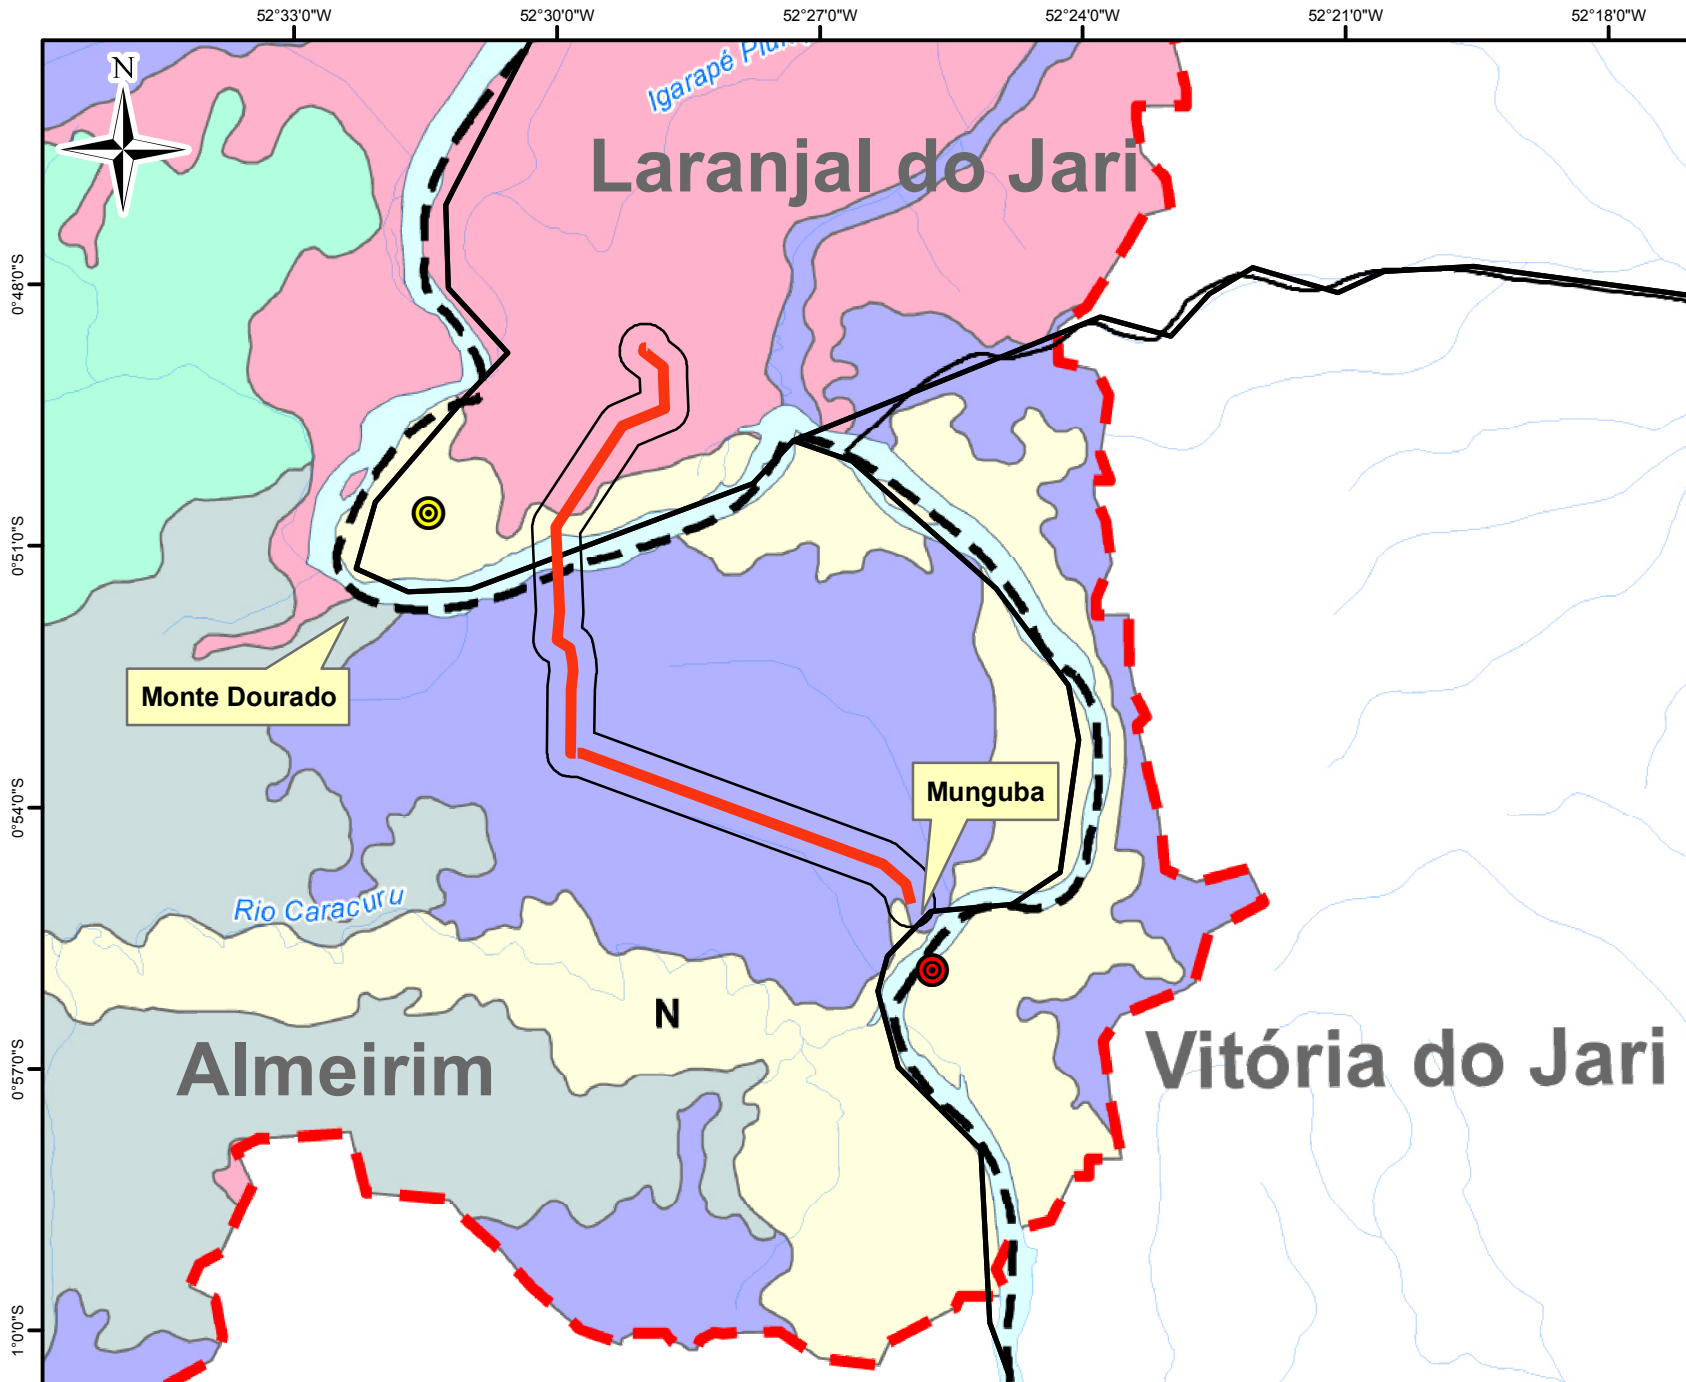 52°33'0"W 52°30'0"W 52°27'0"W 52°24'0"W 52°21'0"W 52°18'0"W
N
Igarapé
Laranjal do Jari
0°48'0"S
0°51'0"S
Monte Dourado
Munguba
0°54'0"S
Rio Caracuru
N
Almeirim
Vitória do Jari
0°57'0"S
1°0'0"S